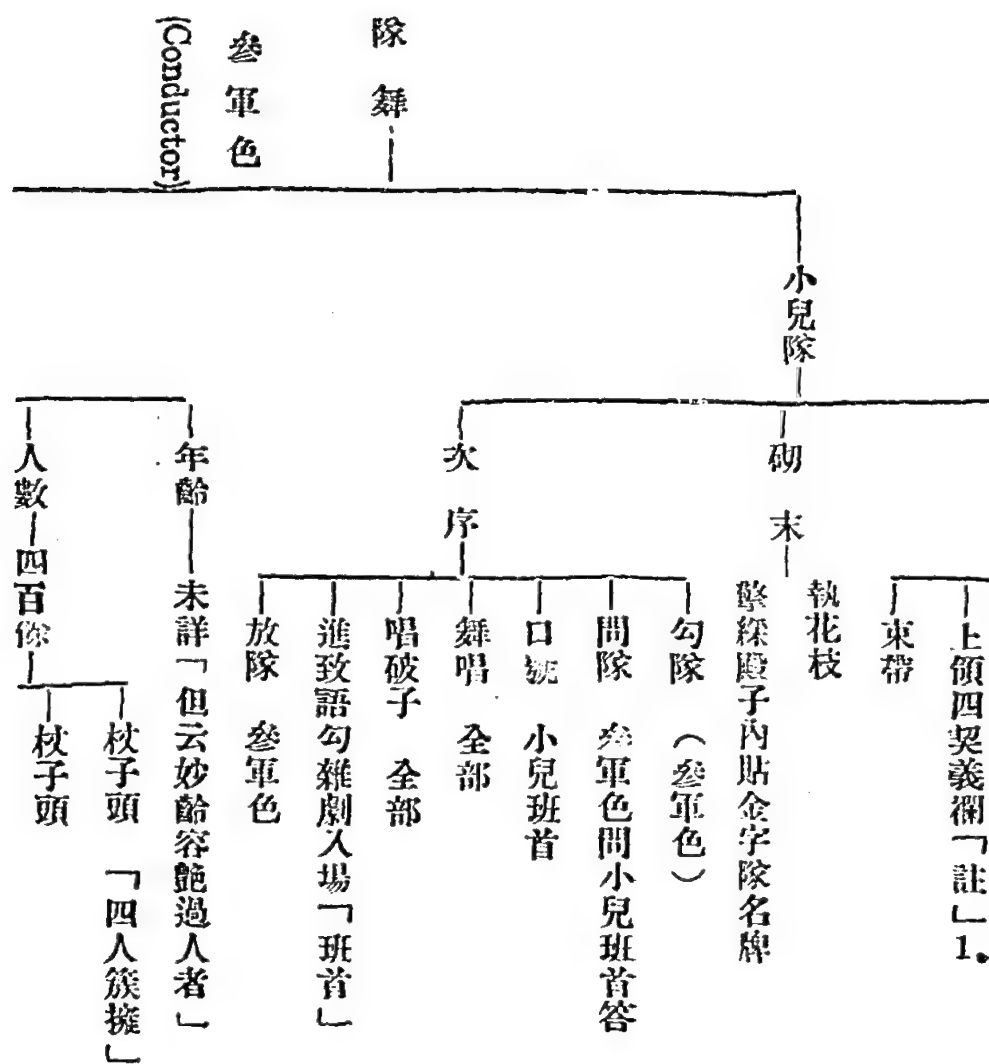 隊舞
參軍色
(Conductor)
小兒隊
上領四契義襴「註」1。
束帶
砌末
執花枝
擎綵殿子內貼金字隊名牌
次序
勾隊 (參軍色)
問隊 參軍色問小兒班首答
口號 小兒班首
舞唱 全部
唱破子 全部
進致語勾雜劇入場「班首」
放隊 參軍色
年齡 未詳「但云妙齡容艷過人者」
人數 四百餘
杖子頭 「四人簇擁」
杖子頭